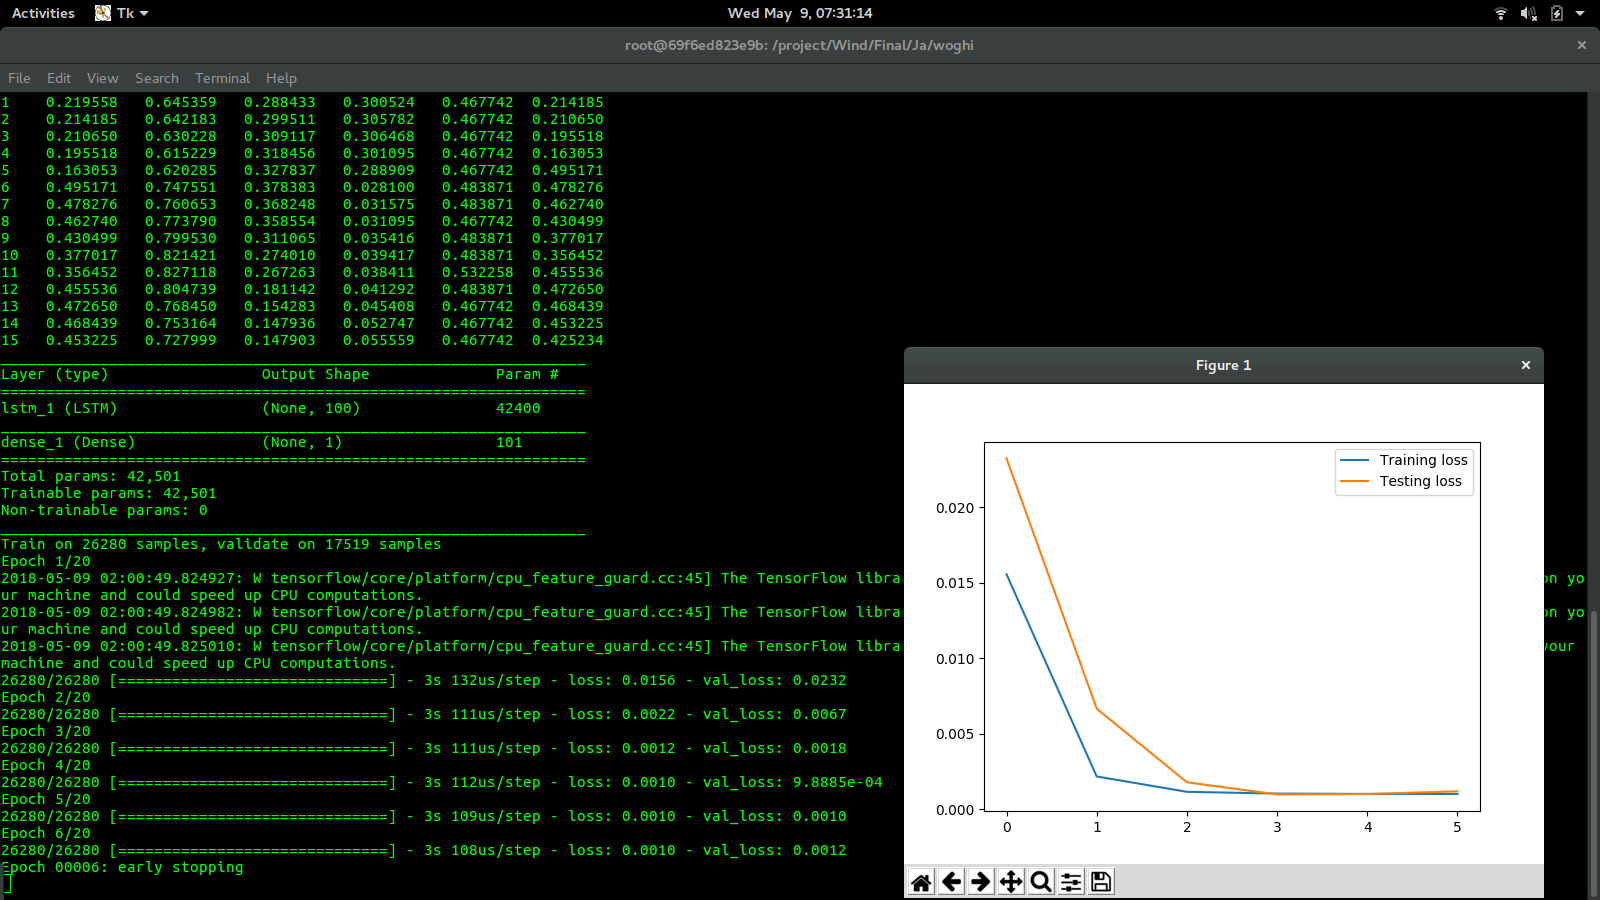 Activities Tk Wed May 9, 07:31:14
root@69f6ed823e9b: /project/Wind/Final/Ja/woghi
File Edit View Search Terminal Help
1 0.219558 0.645359 0.288433 0.300524 0.467742 0.214185
2 0.214185 0.642183 0.299511 0.305782 0.467742 0.210650
3 0.210650 0.630228 0.309117 0.306468 0.467742 0.195518
4 0.195518 0.615229 0.318456 0.301095 0.467742 0.163053
5 0.163053 0.620285 0.327837 0.288909 0.467742 0.495171
6 0.495171 0.747551 0.378383 0.028100 0.483871 0.478276
7 0.478276 0.760653 0.368248 0.031575 0.483871 0.462740
8 0.462740 0.773790 0.358554 0.031095 0.467742 0.430499
9 0.430499 0.799530 0.311065 0.035416 0.483871 0.377017
10 0.377017 0.821421 0.274010 0.039417 0.483871 0.356452
11 0.356452 0.827118 0.267263 0.038411 0.532258 0.455536
12 0.455536 0.804739 0.181142 0.041292 0.483871 0.472650
13 0.472650 0.768450 0.154283 0.045408 0.467742 0.468439
14 0.468439 0.753164 0.147936 0.052747 0.467742 0.453225
15 0.453225 0.727999 0.147903 0.055559 0.467742 0.425234
_________________________________________________________________
Layer (type) Output Shape Param #
=================================================================
lstm_1 (LSTM) (None, 100) 42400
_________________________________________________________________
dense_1 (Dense) (None, 1) 101
=================================================================
Total params: 42,501
Trainable params: 42,501
Non-trainable params: 0
_________________________________________________________________
Train on 26280 samples, validate on 17519 samples
Epoch 1/20
2018-05-09 02:00:49.824927: W tensorflow/core/platform/cpu_feature_guard.cc:45] The TensorFlow libra on yo
ur machine and could speed up CPU computations.
2018-05-09 02:00:49.824982: W tensorflow/core/platform/cpu_feature_guard.cc:45] The TensorFlow libra on yo
ur machine and could speed up CPU computations.
2018-05-09 02:00:49.825010: W tensorflow/core/platform/cpu_feature_guard.cc:45] The TensorFlow libra your
machine and could speed up CPU computations.
26280/26280 [==============================] - 3s 132us/step - loss: 0.0156 - val_loss: 0.0232
Epoch 2/20
26280/26280 [==============================] - 3s 111us/step - loss: 0.0022 - val_loss: 0.0067
Epoch 3/20
26280/26280 [==============================] - 3s 111us/step - loss: 0.0012 - val_loss: 0.0018
Epoch 4/20
26280/26280 [==============================] - 3s 112us/step - loss: 0.0010 - val_loss: 9.8885e-04
Epoch 5/20
26280/26280 [==============================] - 3s 109us/step - loss: 0.0010 - val_loss: 0.0010
Epoch 6/20
26280/26280 [==============================] - 3s 108us/step - loss: 0.0010 - val_loss: 0.0012
Epoch 00006: early stopping
Figure 1
Training loss
Testing loss
0.020
0.015
0.010
0.005
0.000
0 1 2 3 4 5